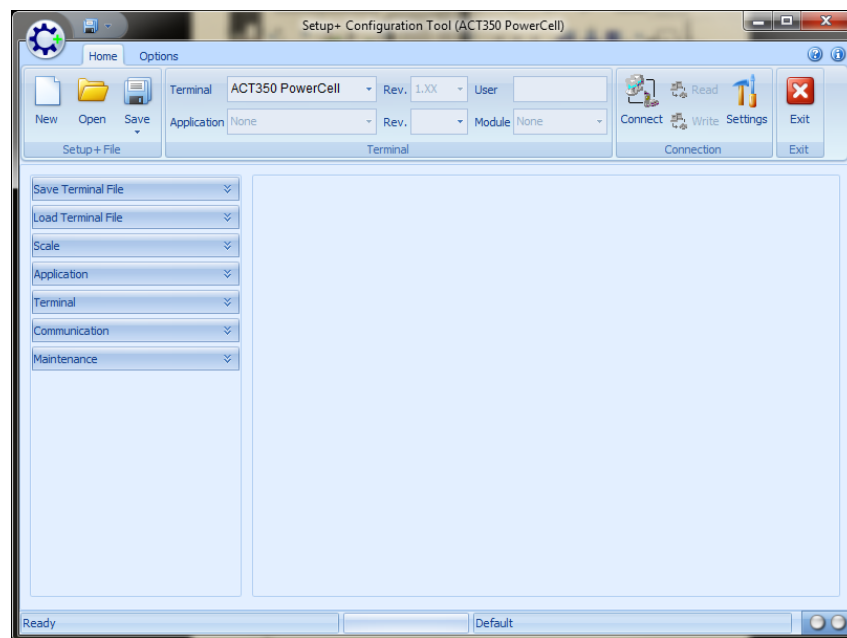 Setup+ Configuration Tool (ACT350 PowerCell)
Home Options
New Open Save
Terminal ACT350 PowerCell Rev. 1.XX User
Application None Rev. Module None
Connect Read Write Settings Exit
Setup+ File Terminal Connection Exit
Save Terminal File
Load Terminal File
Scale
Application
Terminal
Communication
Maintenance
Ready Default